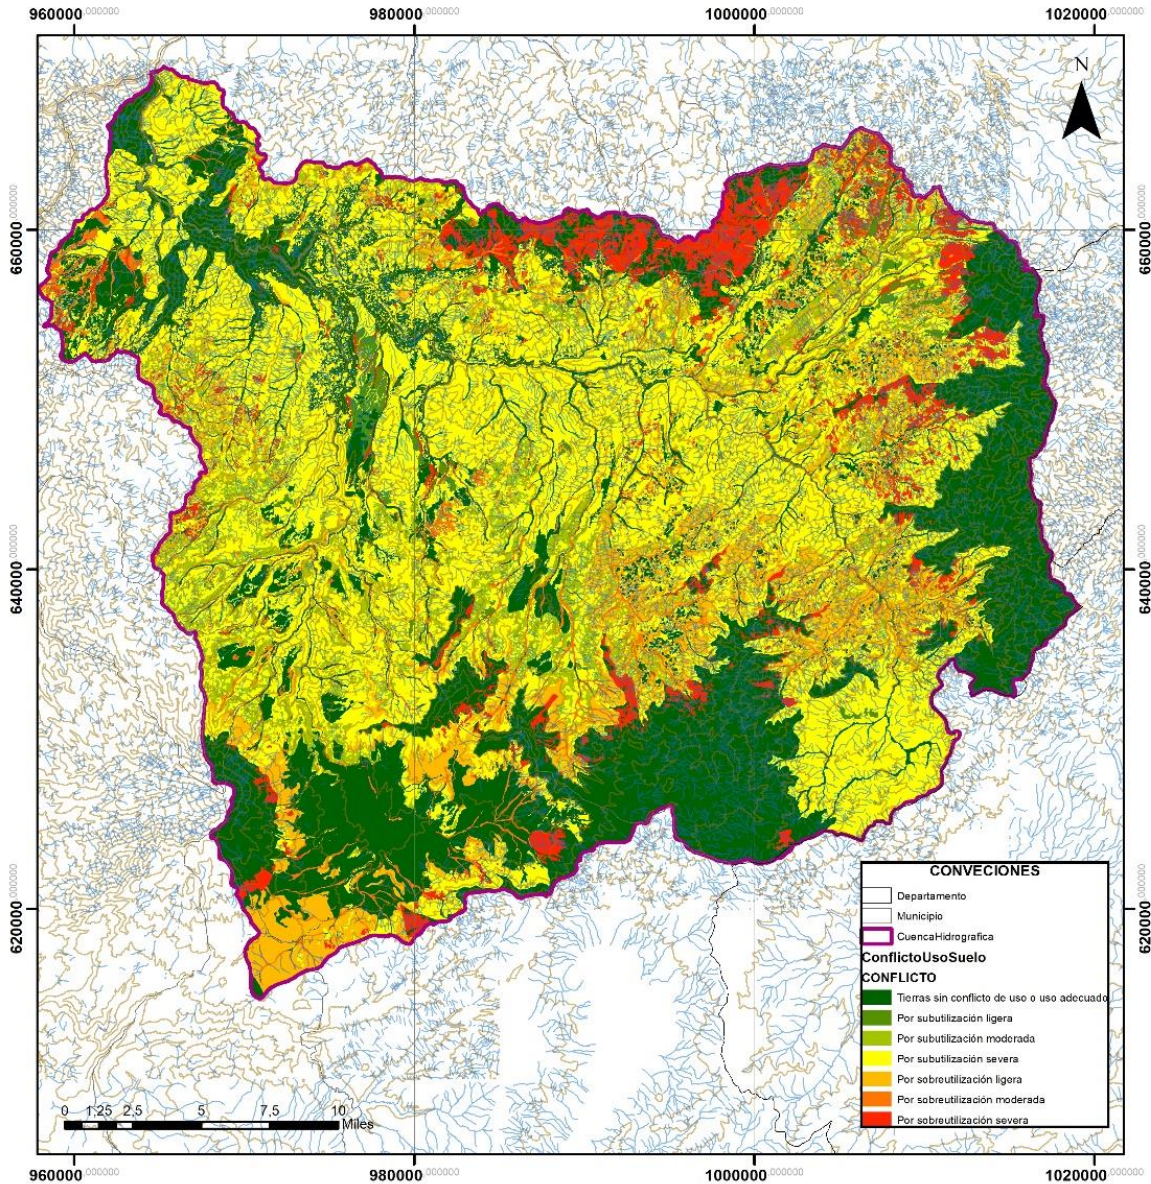 960000.000000 980000.000000 1000000.000000 1020000.000000
N
660000.000000 660000.000000
640000.000000 640000.000000
620000.000000 620000.000000
CONVECIONES
Departamento
Municipio
CuencaHidrografica
ConflictoUsoSuelo
CONFLICTO
Tierras sin conflicto de uso o uso adecuado
Por subutilización ligera
Por subutilización moderada
Por subutilización severa
Por sobreutilización ligera
Por sobreutilización moderada
Por sobreutilización severa
0 1,25 2,5 5 7,5 10
Miles
960000.000000 980000.000000 1000000.000000 1020000.000000